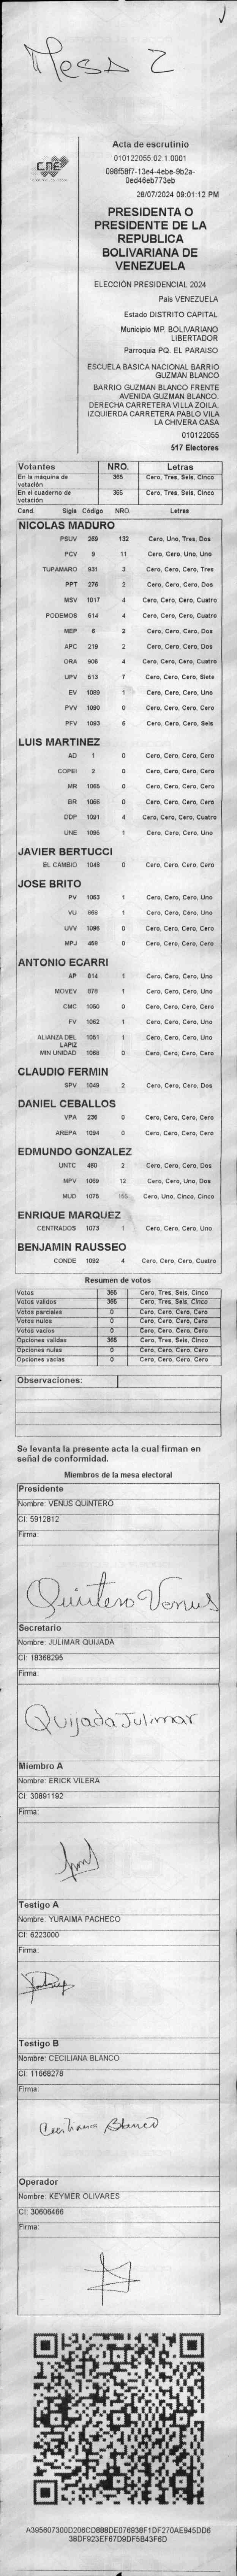 Mesa 2
CNE
Acta de escrutinio
010122055.02.1.0001
098f58f7-13e4-4ebe-9b2a-
0ed46eb773eb
28/07/2024 09:01:12 PM
PRESIDENTA O
PRESIDENTE DE LA
REPUBLICA
BOLIVARIANA DE
VENEZUELA
ELECCIÓN PRESIDENCIAL 2024
País VENEZUELA
Estado DISTRITO CAPITAL
Municipio MP. BOLIVARIANO
LIBERTADOR
Parroquia PQ. EL PARAISO
ESCUELA BASICA NACIONAL BARRIO
GUZMAN BLANCO
BARRIO GUZMAN BLANCO FRENTE
AVENIDA GUZMAN BLANCO.
DERECHA CARRETERA VILLA ZOILA.
IZQUIERDA CARRETERA PABLO VILA
LA CHIVERA CASA
010122055
517 Electores
Votantes NRO. Letras
En la máquina de votación 365 Cero, Tres, Seis, Cinco
En el cuaderno de votación 365 Cero, Tres, Seis, Cinco
Cand. Sigls Código NRO. Letras
NICOLAS MADURO
PSUV 269 132 Cero, Uno, Tres, Dos
PCV 9 11 Cero, Cero, Uno, Uno
TUPAMARO 931 3 Cero, Cero, Cero, Tres
PPT 276 2 Cero, Cero, Cero, Dos
MSV 1017 4 Cero, Cero, Cero, Cuatro
PODEMOS 514 4 Cero, Cero, Cero, Cuatro
MEP 6 2 Cero, Cero, Cero, Dos
APC 219 2 Cero, Cero, Cero, Dos
ORA 906 4 Cero, Cero, Cero, Cuatro
UPV 613 7 Cero, Cero, Cero, Siete
EV 1089 1 Cero, Cero, Cero, Uno
PVV 1090 0 Cero, Cero, Cero, Cero
PFV 1093 6 Cero, Cero, Cero, Seis
LUIS MARTINEZ
AD 1 0 Cero, Cero, Cero, Cero
COPEI 2 0 Cero, Cero, Cero, Cero
MR 1065 0 Cero, Cero, Cero, Cero
BR 1066 0 Cero, Cero, Cero, Cero
DDP 1091 4 Cero, Cero, Cero, Cuatro
UNE 1095 1 Cero, Cero, Cero, Uno
JAVIER BERTUCCI
EL CAMBIO 1048 0 Cero, Cero, Cero, Cero
JOSE BRITO
PV 1063 1 Cero, Cero, Cero, Uno
VU 868 1 Cero, Cero, Cero, Uno
UVV 1096 0 Cero, Cero, Cero, Cero
MPJ 468 0 Cero, Cero, Cero, Cero
ANTONIO ECARRI
AP 814 1 Cero, Cero, Cero, Uno
MOVEV 878 1 Cero, Cero, Cero, Uno
CMC 1050 0 Cero, Cero, Cero, Cero
FV 1062 1 Cero, Cero, Cero, Uno
ALIANZA DEL LAPIZ 1051 1 Cero, Cero, Cero, Uno
MIN UNIDAD 1068 0 Cero, Cero, Cero, Cero
CLAUDIO FERMIN
SPV 1049 2 Cero, Cero, Cero, Dos
DANIEL CEBALLOS
VPA 236 0 Cero, Cero, Cero, Cero
AREPA 1094 0 Cero, Cero, Cero, Cero
EDMUNDO GONZALEZ
UNTC 460 2 Cero, Cero, Cero, Dos
MPV 1069 12 Cero, Cero, Uno, Dos
MUD 1075 155 Cero, Uno, Cinco, Cinco
ENRIQUE MARQUEZ
CENTRADOS 1073 1 Cero, Cero, Cero, Uno
BENJAMIN RAUSSEO
CONDE 1092 4 Cero, Cero, Cero, Cuatro
Resumen de votos
Votos 365 Cero, Tres, Seis, Cinco
Votos validos 365 Cero, Tres, Seis, Cinco
Votos parciales 0 Cero, Cero, Cero, Cero
Votos nulos 0 Cero, Cero, Cero, Cero
Votos vacios 0 Cero, Cero, Cero, Cero
Opciones validas 365 Cero, Tres, Seis, Cinco
Opciones nulas 0 Cero, Cero, Cero, Cero
Opciones vacias 0 Cero, Cero, Cero, Cero
Observaciones:
Se levanta la presente acta la cual firman en
señal de conformidad.
Miembros de la mesa electoral
Presidente
Nombre: VENUS QUINTERO
CI: 5912812
Firma:
Quintero Venus
Secretario
Nombre: JULIMAR QUIJADA
CI: 18368295
Firma:
Quijada Julimar
Miembro A
Nombre: ERICK VILERA
CI: 30891192
Firma:
Testigo A
Nombre: YURAIMA PACHECO
CI: 6223000
Firma:
Testigo B
Nombre: CECILIANA BLANCO
CI: 11668278
Firma:
Ceciliana Blanco
Operador
Nombre: KEYMER OLIVARES
CI: 30606466
Firma:
A395607300D206CD888DE076938F1DF270AE945DD6
38DF923EF67D9DF5B43F6D